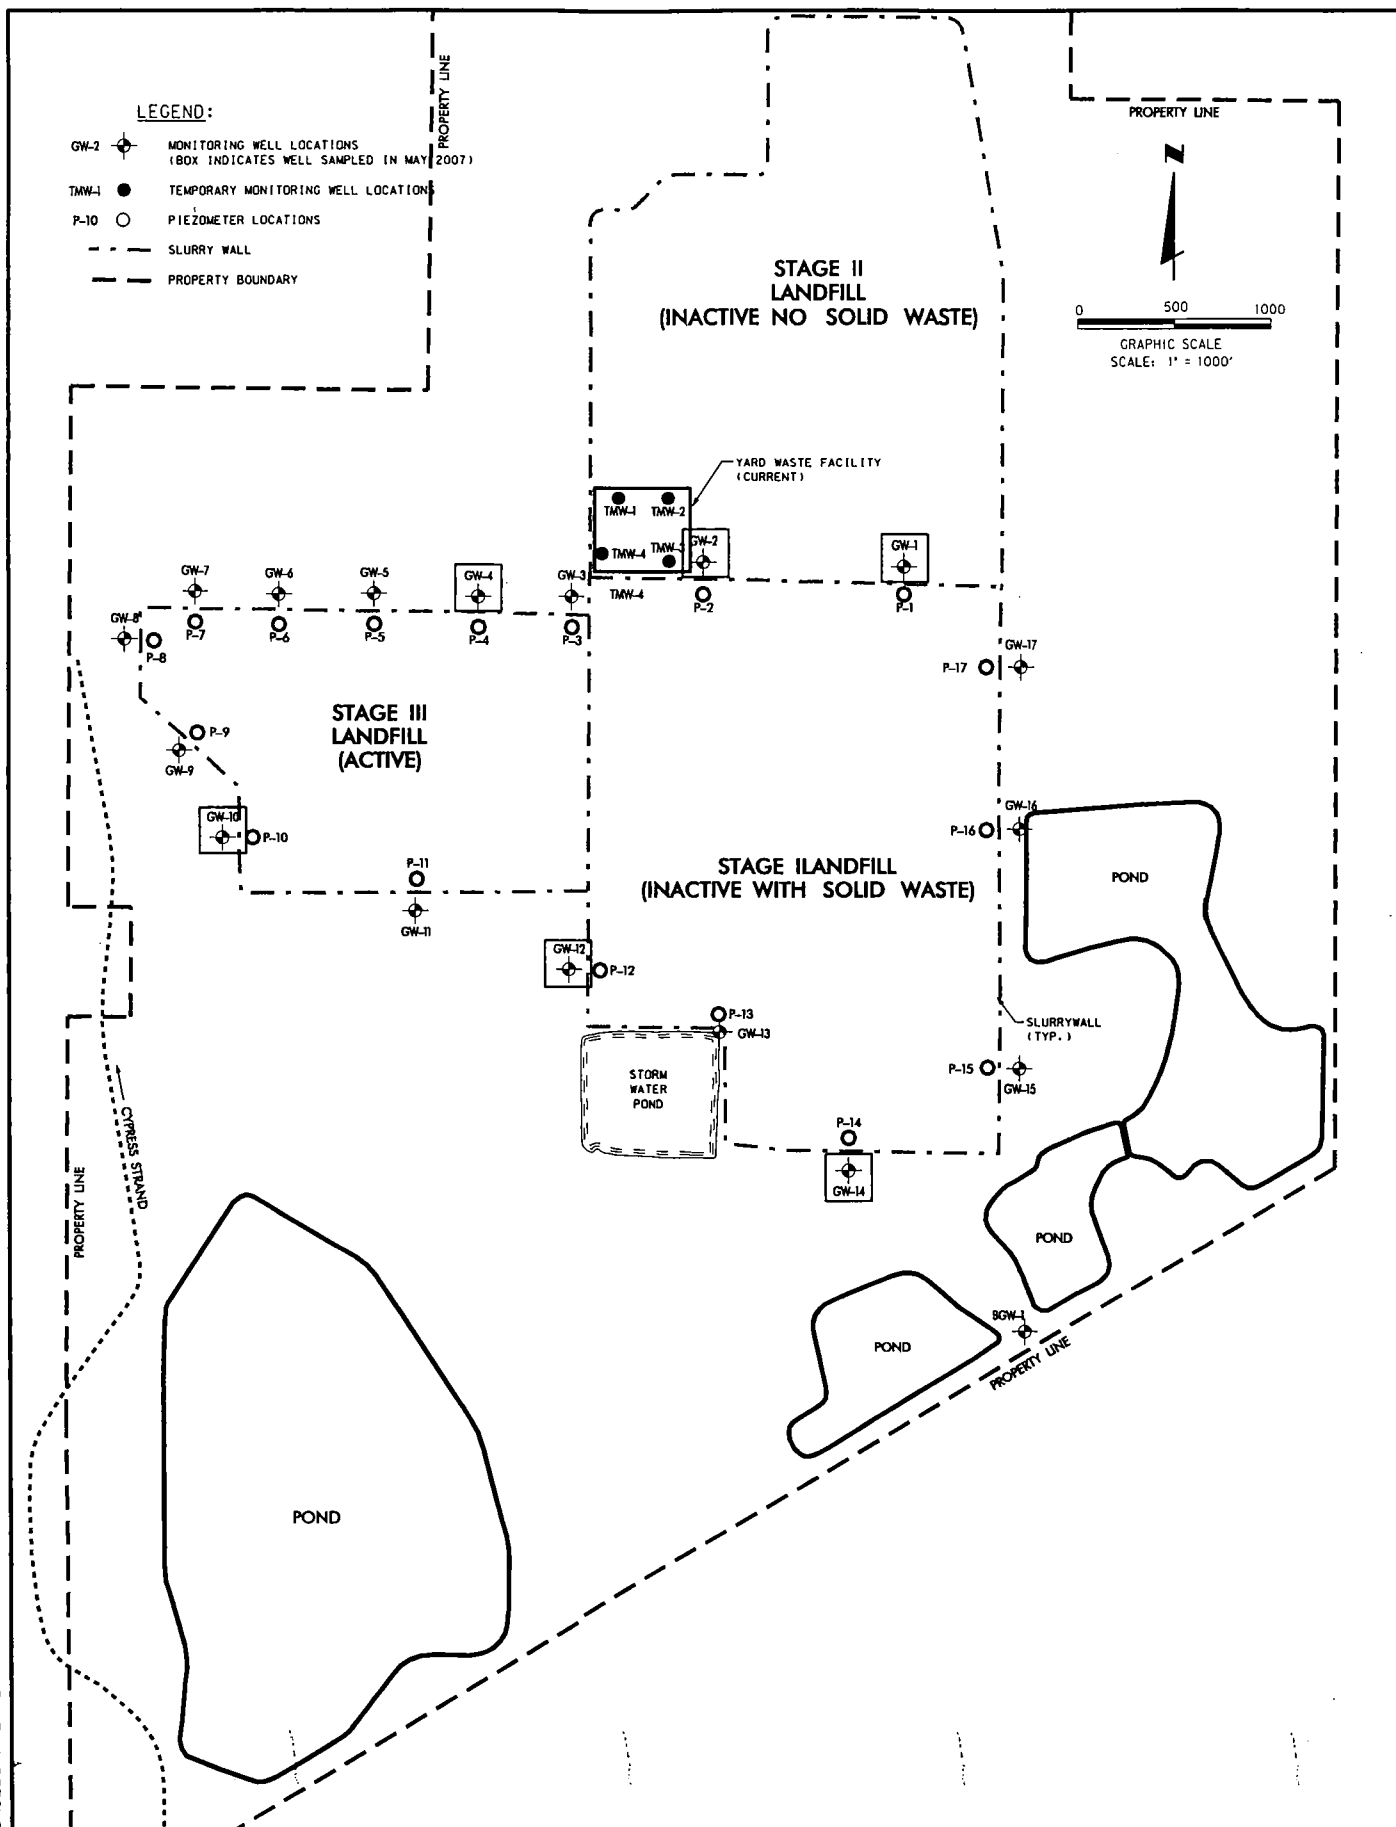 PROPERTY LINE
LEGEND:
GW-2 MONITORING WELL LOCATIONS
(BOX INDICATES WELL SAMPLED IN MAY 2007)
TMW-1 TEMPORARY MONITORING WELL LOCATIONS
P-10 PIEZOMETER LOCATIONS
SLURRY WALL
PROPERTY BOUNDARY
PROPERTY LINE
N
0 500 1000
GRAPHIC SCALE
SCALE: 1" = 1000'
STAGE II
LANDFILL
(INACTIVE NO SOLID WASTE)
YARD WASTE FACILITY
(CURRENT)
TMW-1 TMW-2
TMW-4 TMW-3
GW-2
GW-1
GW-7 GW-6 GW-5 GW-4 GW-3
TMW-4
P-2
P-1
GW-8
P-8
P-7 P-6 P-5 P-4 P-3
P-17 GW-17
STAGE III
LANDFILL
(ACTIVE)
P-9
GW-9
GW-10 P-10
P-16 GW-16
P-11
GW-11
STAGE I LANDFILL
(INACTIVE WITH SOLID WASTE)
POND
GW-12 P-12
P-13
GW-13
SLURRYWALL
(TYP.)
STORM
WATER
POND
P-15
GW-15
P-14
GW-14
CYPRESS STRAND
PROPERTY LINE
POND
BGW-1
POND
PROPERTY LINE
POND